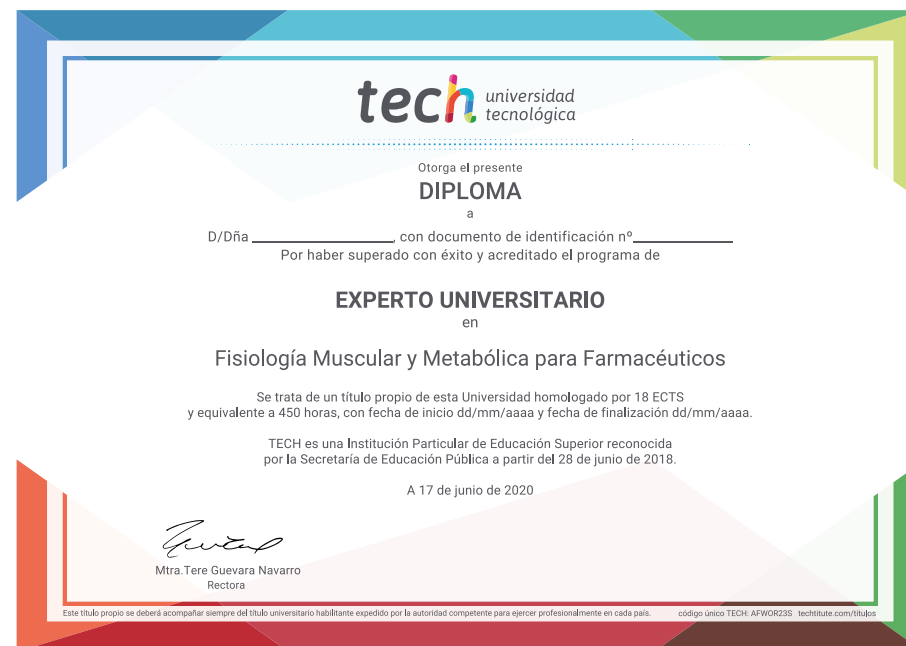 tech universidad
tecnológica
Otorga el presente
DIPLOMA
a
D/Dña ____________________, con documento de identificación nº______________
Por haber superado con éxito y acreditado el programa de
EXPERTO UNIVERSITARIO
en
Fisiología Muscular y Metabólica para Farmacéuticos
Se trata de un título propio de esta Universidad homologado por 18 ECTS
y equivalente a 450 horas, con fecha de inicio dd/mm/aaaa y fecha de finalización dd/mm/aaaa.
TECH es una Institución Particular de Educación Superior reconocida
por la Secretaría de Educación Pública a partir del 28 de junio de 2018.
A 17 de junio de 2020
Mtra.Tere Guevara Navarro
Rectora
Este título propio se deberá acompañar siempre del título universitario habilitante expedido por la autoridad competente para ejercer profesionalmente en cada país. código único TECH: AFWOR23S techtitute.com/titulos